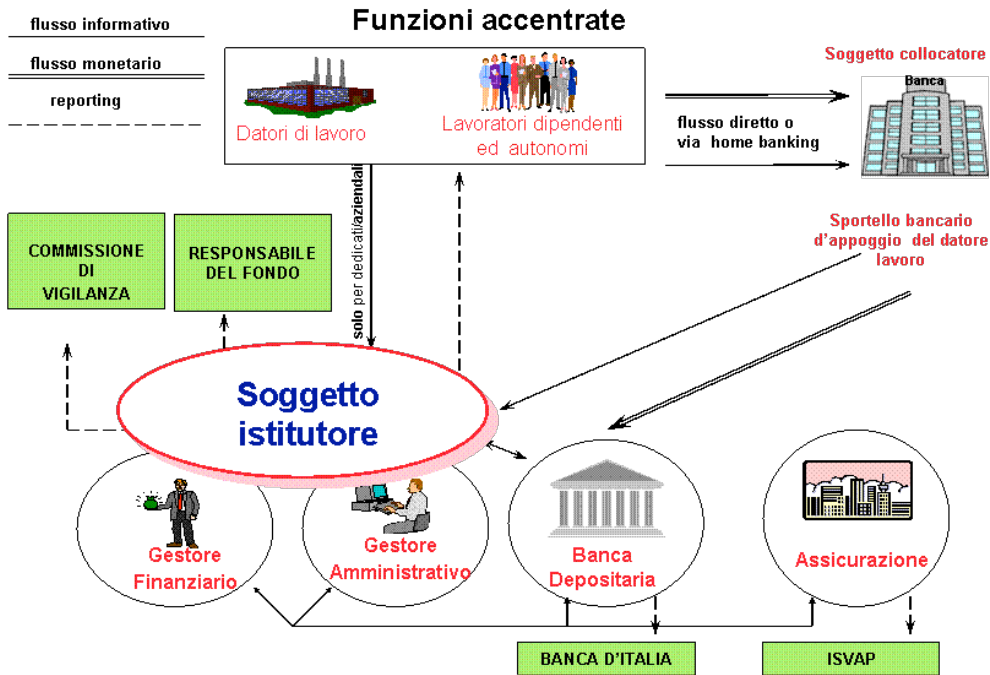 Funzioni accentrate
flusso informativo
flusso monetario
reporting
Datori di lavoro
Lavoratori dipendenti
ed autonomi
Soggetto collocatore
Banca
flusso diretto o
via home banking
Sportello bancario
d'appoggio del datore
lavoro
COMMISSIONE
DI
VIGILANZA
RESPONSABILE
DEL FONDO
solo per dedicati/aziendali
Soggetto
istitutore
Gestore
Finanziario
Gestore
Amministrativo
Banca
Depositaria
Assicurazione
BANCA D'ITALIA
ISVAP